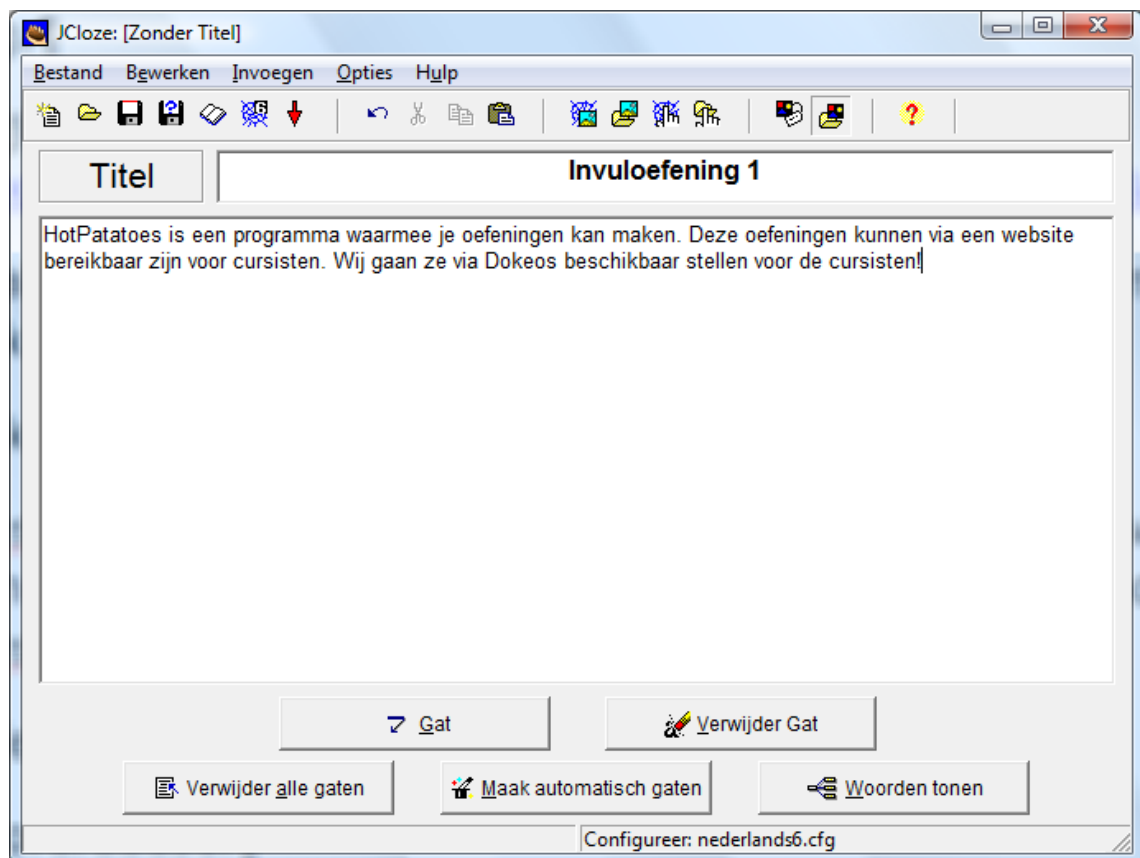 JCloze: [Zonder Titel]
Bestand Bewerken Invoegen Opties Hulp
Titel
Invuloefening 1
HotPatatoes is een programma waarmee je oefeningen kan maken. Deze oefeningen kunnen via een website
bereikbaar zijn voor cursisten. Wij gaan ze via Dokeos beschikbaar stellen voor de cursisten!
Gat Verwijder Gat
Verwijder alle gaten Maak automatisch gaten Woorden tonen
Configureer: nederlands6.cfg